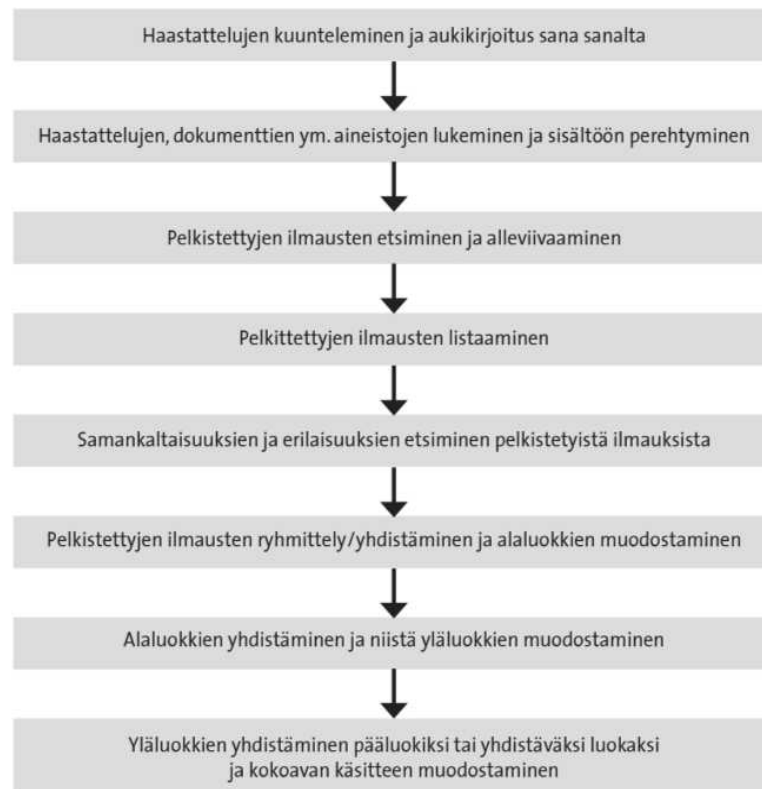 Haastattelujen kuunteleminen ja aukikirjoitus sana sanalta
Haastattelujen, dokumenttien ym. aineistojen lukeminen ja sisältöön perehtyminen
Pelkistettyjen ilmausten etsiminen ja alleviivaaminen
Pelkittettyjen ilmausten listaaminen
Samankaltaisuuksien ja erilaisuuksien etsiminen pelkistetyistä ilmauksista
Pelkistettyjen ilmausten ryhmittely/yhdistäminen ja alaluokkien muodostaminen
Alaluokkien yhdistäminen ja niistä yläluokkien muodostaminen
Yläluokkien yhdistäminen pääluokiksi tai yhdistäväksi luokaksi
ja kokoavan käsitteen muodostaminen